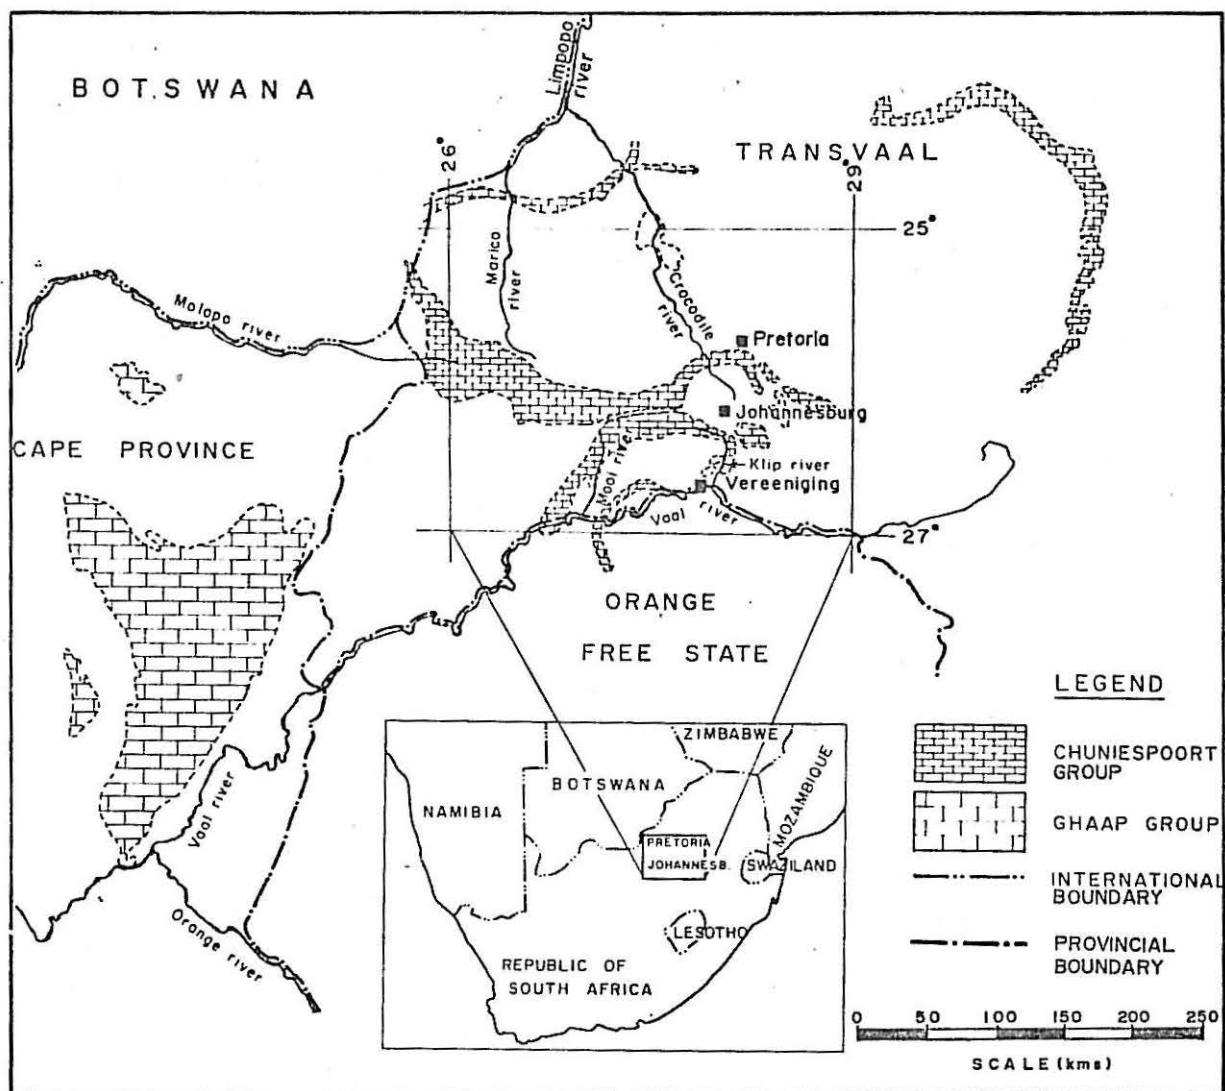 BOTSWANA
Limpopo
river
TRANSVAAL
26°
29°
25°
Marico
river
Crocodile
river
Molopo river
Pretoria
Johannesburg
CAPE PROVINCE
Mooi river
Klip river
Vereeniging
Vaal river
27°
ORANGE
FREE STATE
Vaal river
Orange river
ZIMBABWE
BOTSWANA
NAMIBIA
MOZAMBIQUE
PRETORIA
JOHANNESB.
SWAZILAND
LESOTHO
REPUBLIC OF
SOUTH AFRICA
LEGEND
CHUNIESPOORT
GROUP
GHAAP GROUP
INTERNATIONAL
BOUNDARY
PROVINCIAL
BOUNDARY
0 50 100 150 200 250
SCALE (kms)